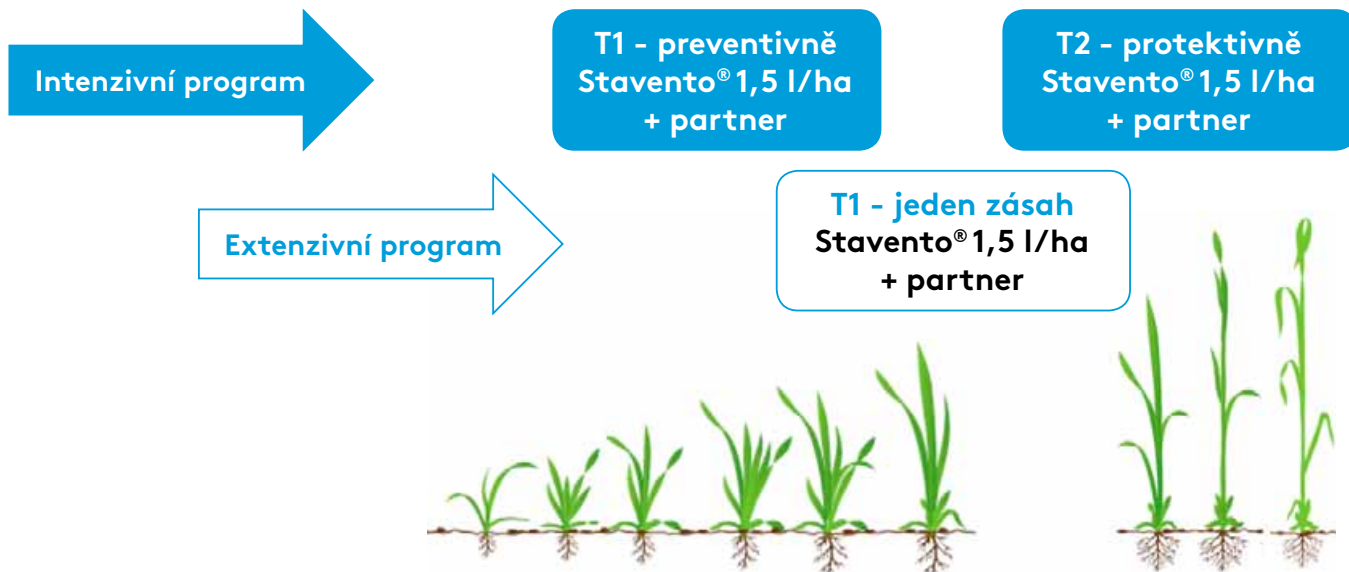 Intenzivní program
T1 - preventivně
Stavento® 1,5 l/ha
+ partner
T2 - protektivně
Stavento® 1,5 l/ha
+ partner
Extenzivní program
T1 - jeden zásah
Stavento® 1,5 l/ha
+ partner